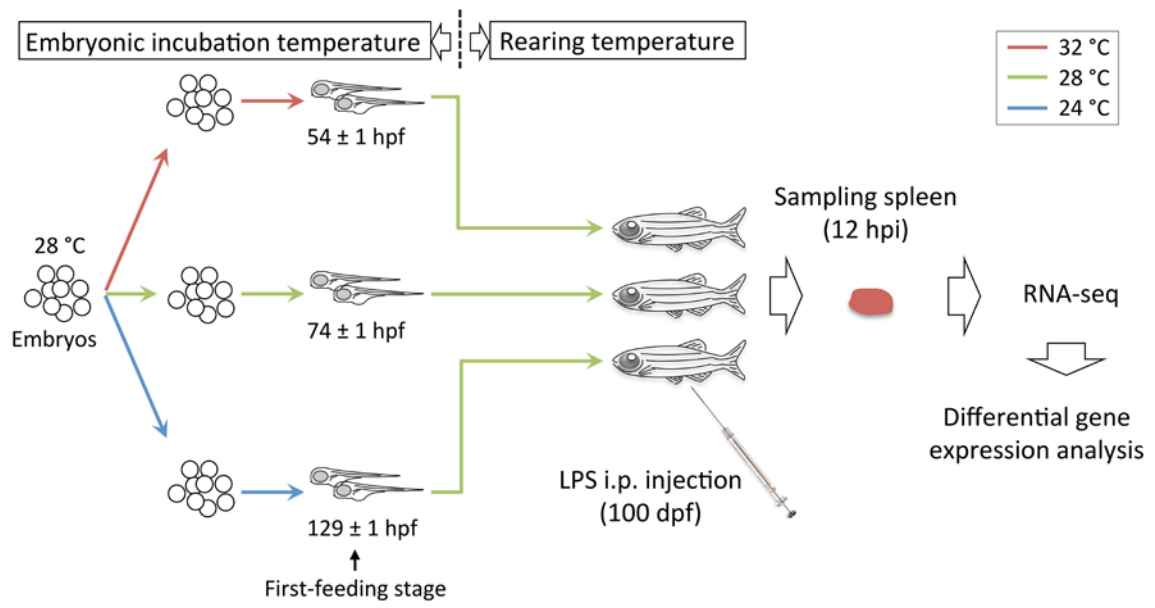 Embryonic incubation temperature
Rearing temperature
32 °C
28 °C
24 °C
54 ± 1 hpf
28 °C
Embryos
74 ± 1 hpf
129 ± 1 hpf
First-feeding stage
LPS i.p. injection
(100 dpf)
Sampling spleen
(12 hpi)
RNA-seq
Differential gene
expression analysis